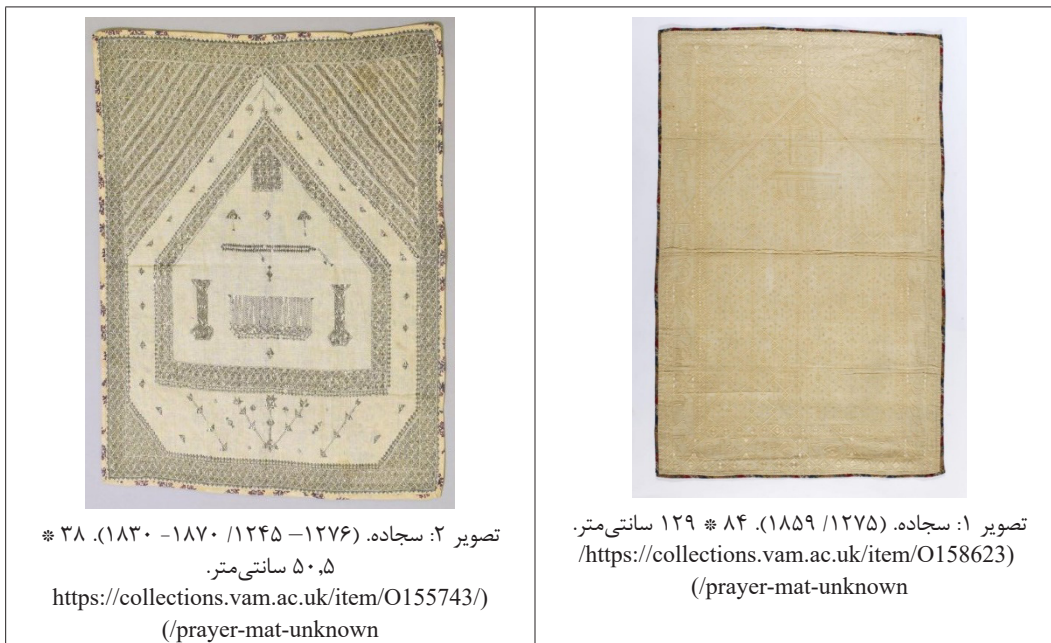 تصویر ۱: سجاده. (۱۲۷۵/ ۱۸۵۹). ۸۴ * ۱۲۹ سانتی‌متر.
https://collections.vam.ac.uk/item/O158623)/
(/prayer-mat-unknown
تصویر ۲: سجاده. (۱۲۷۶– ۱۲۴۵/ ۱۸۷۰- ۱۸۳۰). ۳۸ *
۵۰,۵ سانتی‌متر.
https://collections.vam.ac.uk/item/O155743/)
(/prayer-mat-unknown